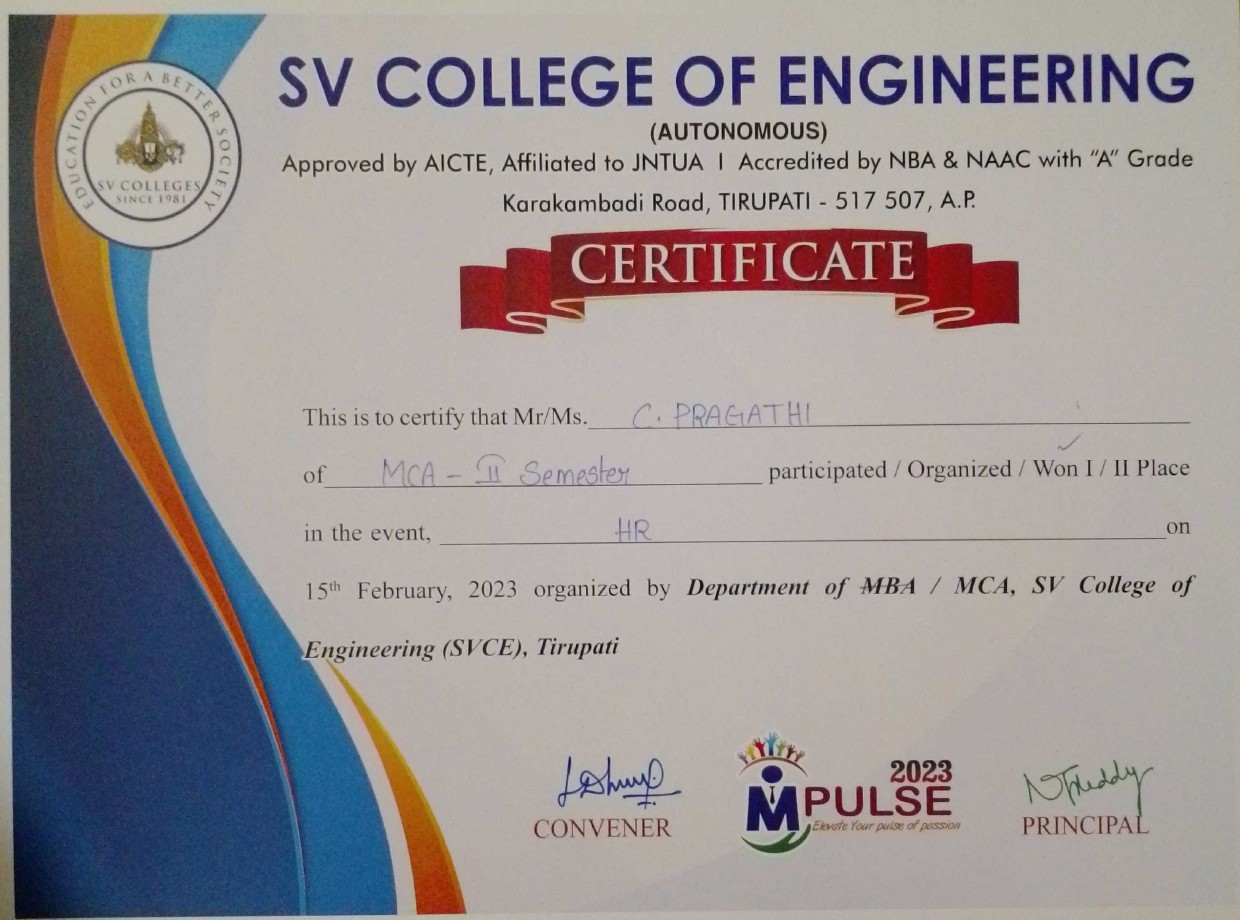 EDUCATION FOR A BETTER SOCIETY
SV COLLEGES
SINCE 1981
SV COLLEGE OF ENGINEERING
(AUTONOMOUS)
Approved by AICTE, Affiliated to JNTUA I Accredited by NBA & NAAC with "A" Grade
Karakambadi Road, TIRUPATI - 517 507, A.P.
CERTIFICATE
This is to certify that Mr/Ms. C. PRAGATHI
of MCA - II Semester participated / Organized / Won I / II Place
in the event, HR on
15th February, 2023 organized by Department of MBA / MCA, SV College of
Engineering (SVCE), Tirupati
2023
MPULSE
Elevate Your pulse of passion
CONVENER
PRINCIPAL